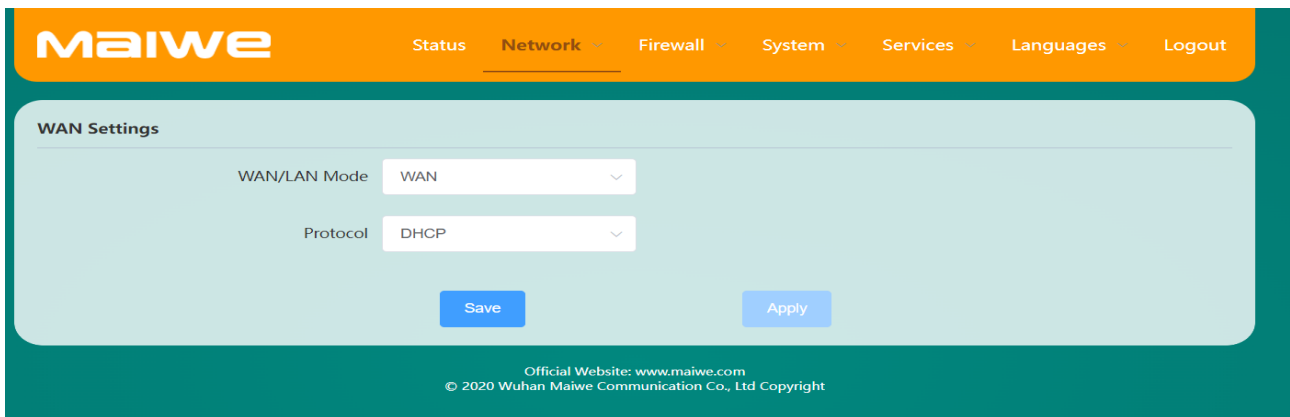 Maiwe
Status Network Firewall System Services Languages Logout
WAN Settings
WAN/LAN Mode WAN
Protocol DHCP
Save Apply
Official Website: www.maiwe.com
© 2020 Wuhan Maiwe Communication Co., Ltd Copyright